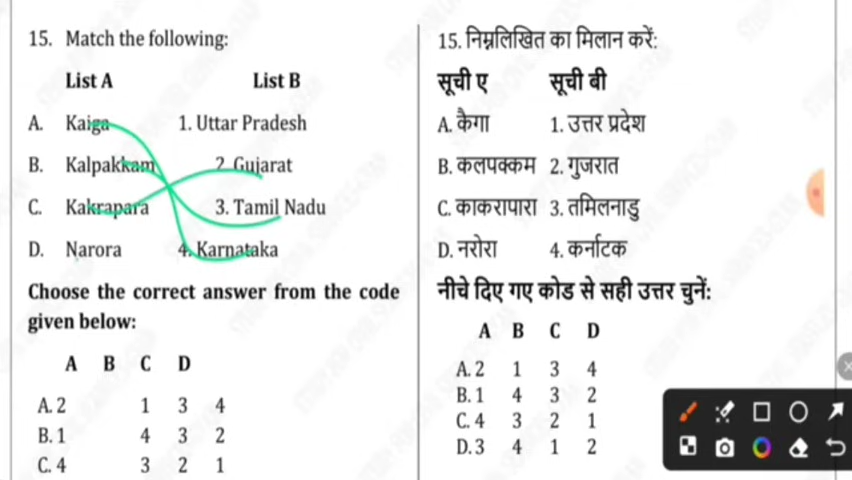 15. Match the following:
List A List B
A. Kaiga 1. Uttar Pradesh
B. Kalpakkam 2. Gujarat
C. Kakrapara 3. Tamil Nadu
D. Narora 4. Karnataka
Choose the correct answer from the code
given below:
A B C D
A. 2 1 3 4
B. 1 4 3 2
C. 4 3 2 1
15. निम्नलिखित का मिलान करें:
सूची ए सूची बी
A. कैगा 1. उत्तर प्रदेश
B. कलपक्कम 2. गुजरात
C. काकरापारा 3. तमिलनाडु
D. नरोरा 4. कर्नाटक
नीचे दिए गए कोड से सही उत्तर चुनें:
A B C D
A. 2 1 3 4
B. 1 4 3 2
C. 4 3 2 1
D. 3 4 1 2